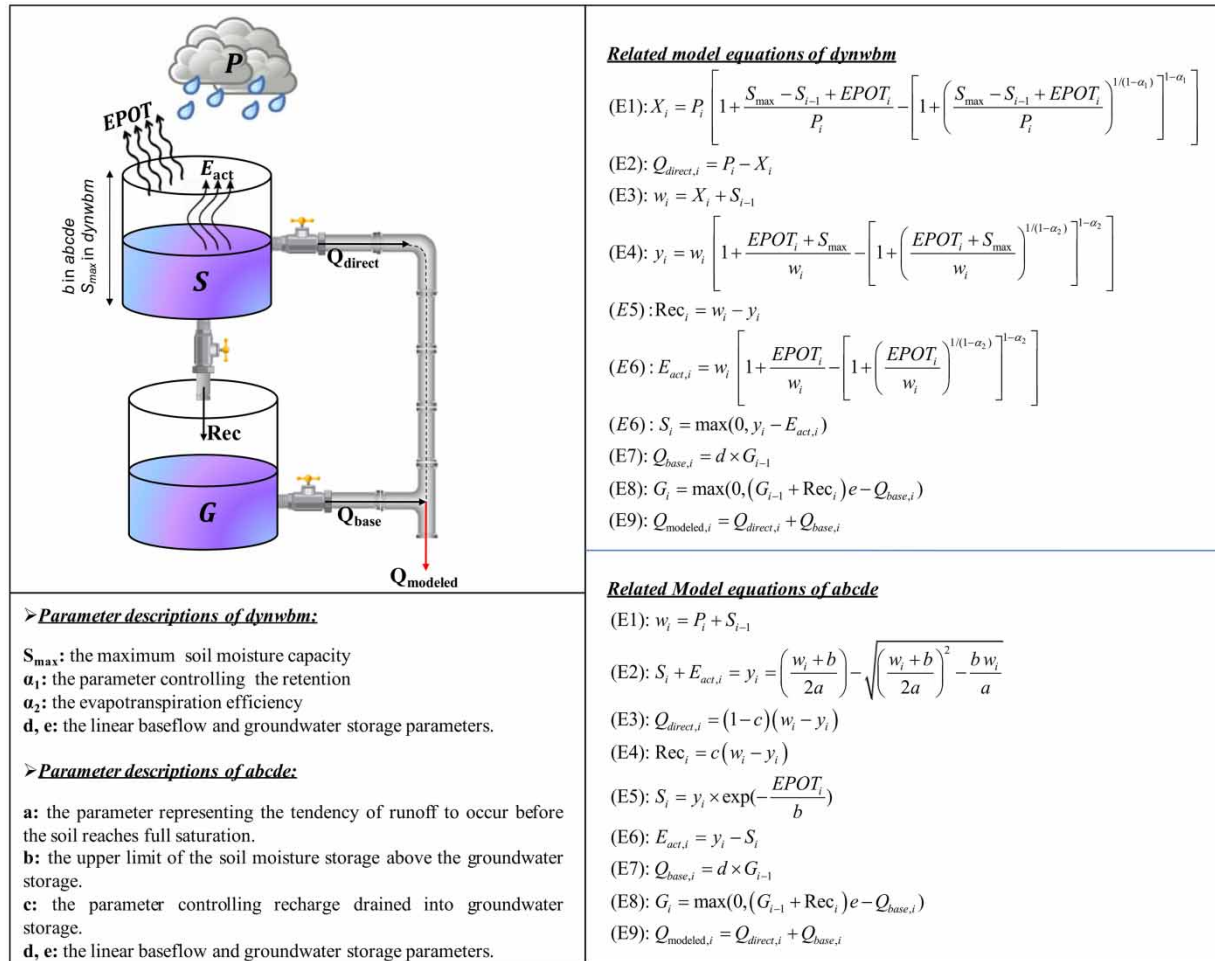 P
EPOT
E_act
b in abcde
S_max in dynwbm
S
Q_direct
Rec
G
Q_base
Q_modeled
➢Parameter descriptions of dynwbm:
S_max: the maximum soil moisture capacity
α₁: the parameter controlling the retention
α₂: the evapotranspiration efficiency
d, e: the linear baseflow and groundwater storage parameters.
➢Parameter descriptions of abcde:
a: the parameter representing the tendency of runoff to occur before
the soil reaches full saturation.
b: the upper limit of the soil moisture storage above the groundwater
storage.
c: the parameter controlling recharge drained into groundwater
storage.
d, e: the linear baseflow and groundwater storage parameters.
Related model equations of dynwbm
(E1): X_i = P_i [1 + (S_max − S_{i−1} + EPOT_i)/P_i − [1 + ((S_max − S_{i−1} + EPOT_i)/P_i)^{1/(1−α₁)}]^{1−α₁}]
(E2): Q_{direct,i} = P_i − X_i
(E3): w_i = X_i + S_{i−1}
(E4): y_i = w_i [1 + (EPOT_i + S_max)/w_i − [1 + ((EPOT_i + S_max)/w_i)^{1/(1−α₂)}]^{1−α₂}]
(E5): Rec_i = w_i − y_i
(E6): E_{act,i} = w_i [1 + EPOT_i/w_i − [1 + (EPOT_i/w_i)^{1/(1−α₂)}]^{1−α₂}]
(E6): S_i = max(0, y_i − E_{act,i})
(E7): Q_{base,i} = d × G_{i−1}
(E8): G_i = max(0, (G_{i−1} + Rec_i)e − Q_{base,i})
(E9): Q_{modeled,i} = Q_{direct,i} + Q_{base,i}
Related Model equations of abcde
(E1): w_i = P_i + S_{i−1}
(E2): S_i + E_{act,i} = y_i = ((w_i + b)/2a) − √(((w_i + b)/2a)² − b w_i/a)
(E3): Q_{direct,i} = (1−c)(w_i − y_i)
(E4): Rec_i = c(w_i − y_i)
(E5): S_i = y_i × exp(−EPOT_i/b)
(E6): E_{act,i} = y_i − S_i
(E7): Q_{base,i} = d × G_{i−1}
(E8): G_i = max(0, (G_{i−1} + Rec_i)e − Q_{base,i})
(E9): Q_{modeled,i} = Q_{direct,i} + Q_{base,i}